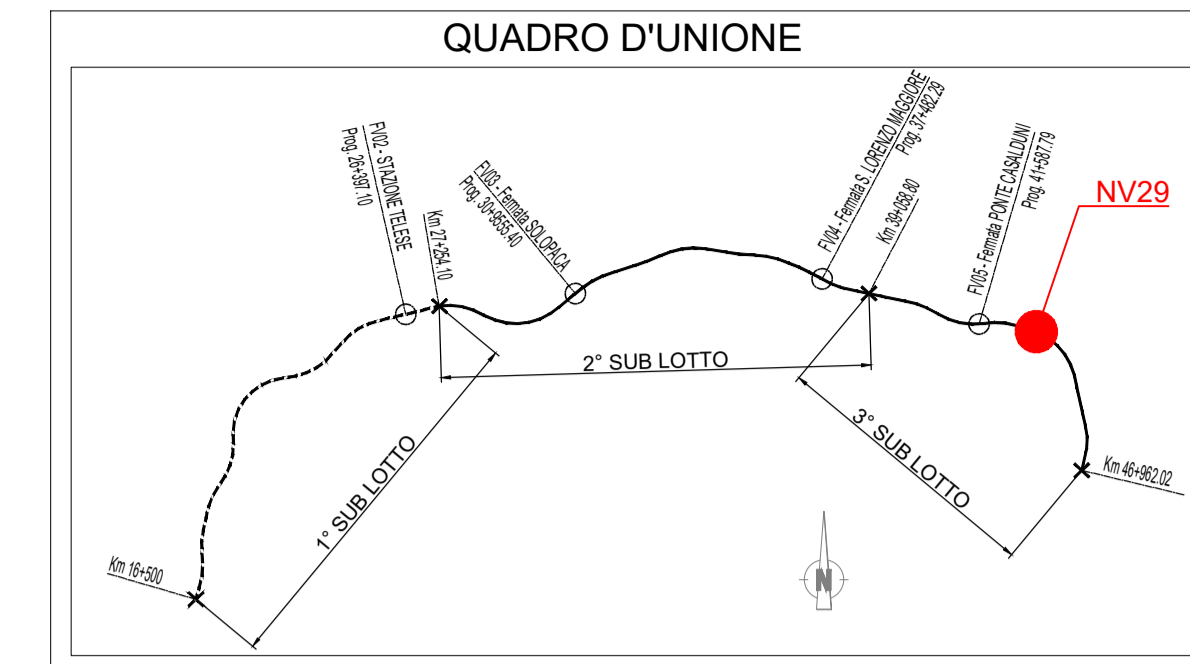 QUADRO D'UNIONE
FV02 - STAZIONE TELESE
Prog. 26+397.10
Km 27+254.10
FV03 - Fermata SOLOPACA
Prog. 30+9555.40
FV04 - Fermata S. LORENZO MAGGIORE
Prog. 37+482.29
Km 39+058.80
FV05 - Fermata PONTE CASALDUNI
Prog. 41+587.79
NV29
2° SUB LOTTO
1° SUB LOTTO
3° SUB LOTTO
Km 46+962.02
Km 16+500
N